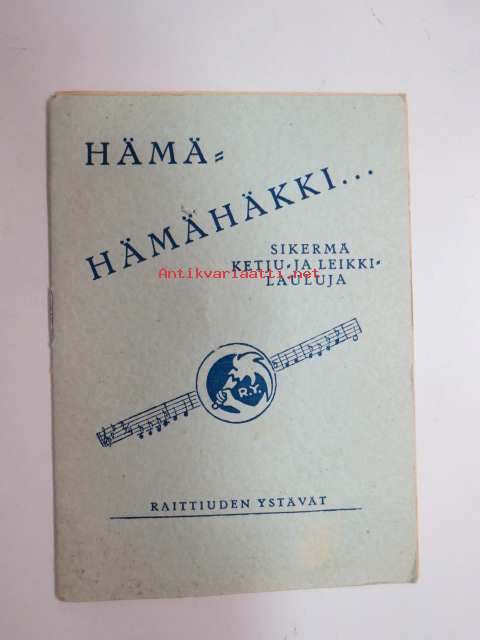 HÄMÄ=
HÄMÄHÄKKI...
SIKERMÄ
KETJU- JA LEIKKI-
LAULUJA
Antikvariaatti.net
R.Y.
RAITTIUDEN YSTÄVÄT